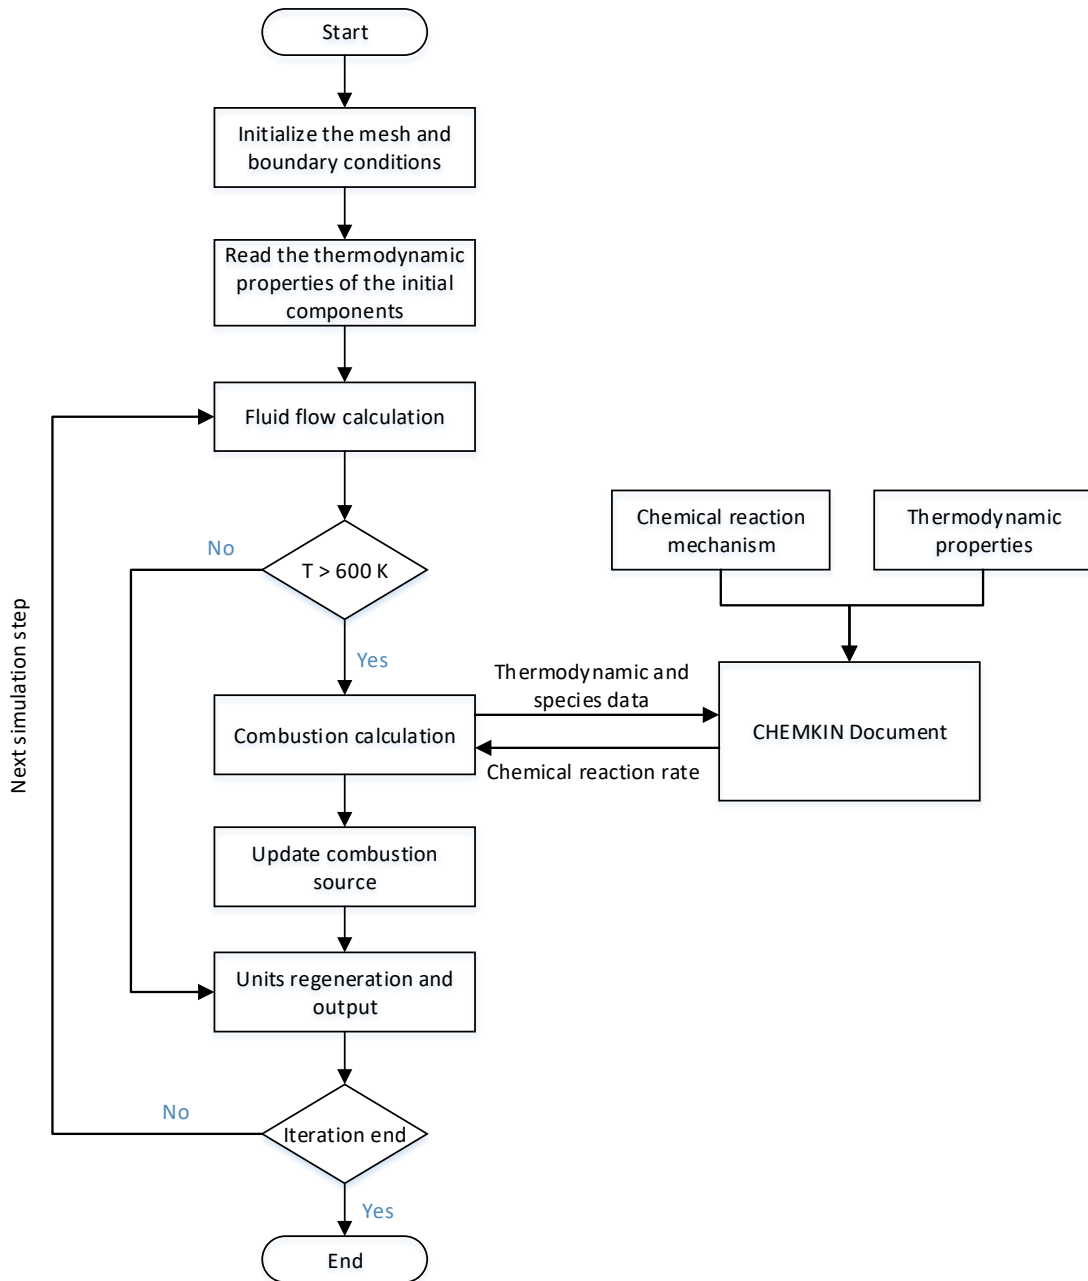 Start
Initialize the mesh and
boundary conditions
Read the thermodynamic
properties of the initial
components
Fluid flow calculation
Chemical reaction
mechanism
Thermodynamic
properties
No
T > 600 K
Yes
Thermodynamic and
species data
Combustion calculation
CHEMKIN Document
Chemical reaction rate
Next simulation step
Update combustion
source
Units regeneration and
output
No
Iteration end
Yes
End